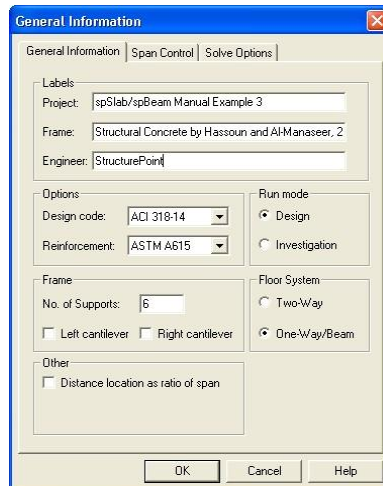 General Information
General Information Span Control Solve Options
Labels
Project: spSlab/spBeam Manual Example 3
Frame: Structural Concrete by Hassoun and Al-Manaseer, 2
Engineer: StructurePoint
Options
Design code: ACI 318-14
Reinforcement: ASTM A615
Run mode
Design
Investigation
Frame
No. of Supports: 6
Left cantilever Right cantilever
Floor System
Two-Way
One-Way/Beam
Other
Distance location as ratio of span
OK Cancel Help